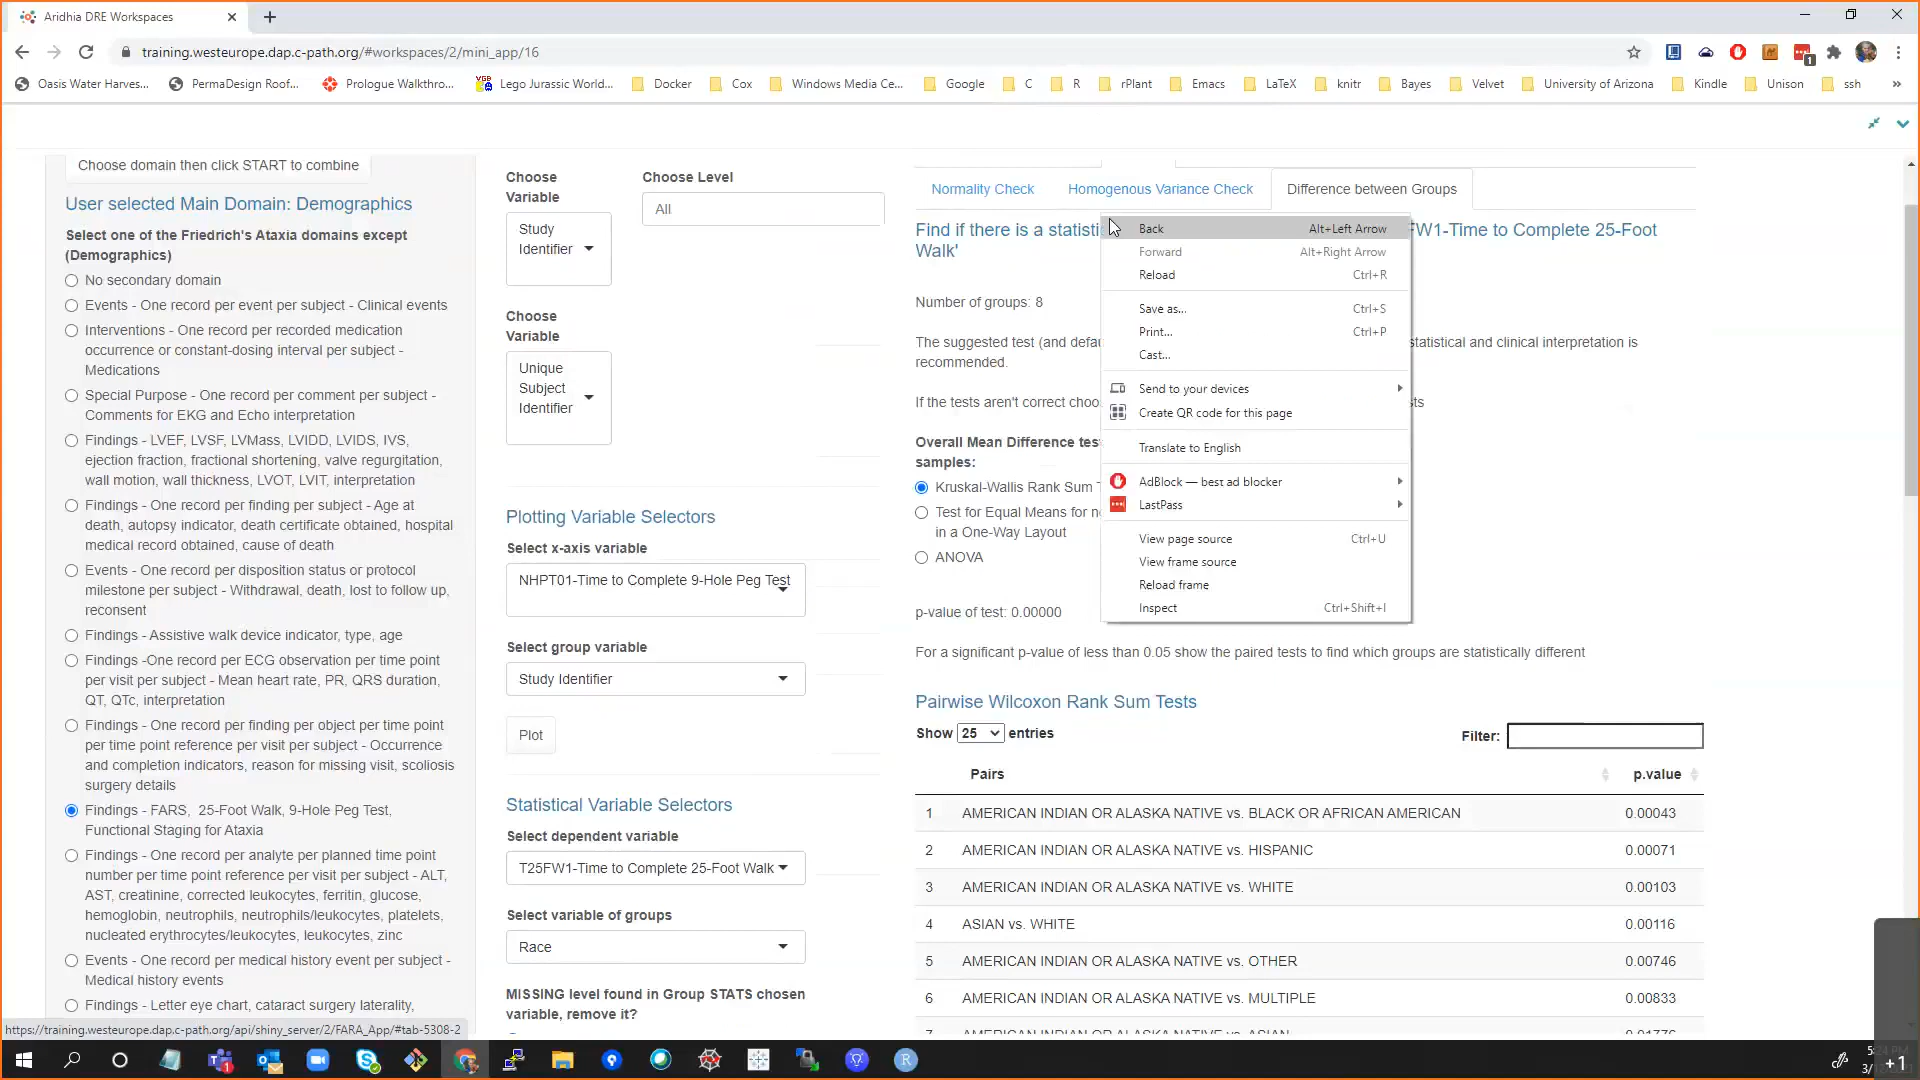 Aridhia DRE Workspaces
training.westeurope.dap.c-path.org/#workspaces/2/mini_app/16
1
Oasis Water Harves...
PermaDesign Roof...
Prologue Walkthro...
Lego Jurassic World...
Docker
Cox
Windows Media Ce...
Google
C
R
rPlant
Emacs
LaTeX
knitr
Bayes
Velvet
University of Arizona
Kindle
Unison
ssh
»
Choose domain then click START to combine
User selected Main Domain: Demographics
Select one of the Friedrich's Ataxia domains except
(Demographics)
No secondary domain
Events - One record per event per subject - Clinical events
Interventions - One record per recorded medication
occurrence or constant-dosing interval per subject -
Medications
Special Purpose - One record per comment per subject -
Comments for EKG and Echo interpretation
Findings - LVEF, LVSF, LVMass, LVIDD, LVIDS, IVS,
ejection fraction, fractional shortening, valve regurgitation,
wall motion, wall thickness, LVOT, LVIT, interpretation
Findings - One record per finding per subject - Age at
death, autopsy indicator, death certificate obtained, hospital
medical record obtained, cause of death
Events - One record per disposition status or protocol
milestone per subject - Withdrawal, death, lost to follow up,
reconsent
Findings - Assistive walk device indicator, type, age
Findings -One record per ECG observation per time point
per visit per subject - Mean heart rate, PR, QRS duration,
QT, QTc, interpretation
Findings - One record per finding per object per time point
per time point reference per visit per subject - Occurrence
and completion indicators, reason for missing visit, scoliosis
surgery details
Findings - FARS, 25-Foot Walk, 9-Hole Peg Test,
Functional Staging for Ataxia
Findings - One record per analyte per planned time point
number per time point reference per visit per subject - ALT,
AST, creatinine, corrected leukocytes, ferritin, glucose,
hemoglobin, neutrophils, neutrophils/leukocytes, platelets,
nucleated erythrocytes/leukocytes, leukocytes, zinc
Events - One record per medical history event per subject -
Medical history events
Findings - Letter eye chart, cataract surgery laterality,
https://training.westeurope.dap.c-path.org/api/shiny_server/2/FARA_App/#tab-5308-2
Choose
Variable
Study
Identifier
Choose Level
All
Choose
Variable
Unique
Subject
Identifier
Plotting Variable Selectors
Select x-axis variable
NHPT01-Time to Complete 9-Hole Peg Test
Select group variable
Study Identifier
Plot
Statistical Variable Selectors
Select dependent variable
T25FW1-Time to Complete 25-Foot Walk
Select variable of groups
Race
MISSING level found in Group STATS chosen
variable, remove it?
Normality Check
Homogenous Variance Check
Difference between Groups
Find if there is a statisti
FW1-Time to Complete 25-Foot
Walk'
Number of groups: 8
The suggested test (and defau
statistical and clinical interpretation is
recommended.
If the tests aren't correct choo
sts
Overall Mean Difference tes
samples:
Kruskal-Wallis Rank Sum T
Test for Equal Means for n
in a One-Way Layout
ANOVA
p-value of test: 0.00000
For a significant p-value of less than 0.05 show the paired tests to find which groups are statistically different
Pairwise Wilcoxon Rank Sum Tests
Show 25 entries
Filter:
Pairs p.value
1 AMERICAN INDIAN OR ALASKA NATIVE vs. BLACK OR AFRICAN AMERICAN 0.00043
2 AMERICAN INDIAN OR ALASKA NATIVE vs. HISPANIC 0.00071
3 AMERICAN INDIAN OR ALASKA NATIVE vs. WHITE 0.00103
4 ASIAN vs. WHITE 0.00116
5 AMERICAN INDIAN OR ALASKA NATIVE vs. OTHER 0.00746
6 AMERICAN INDIAN OR ALASKA NATIVE vs. MULTIPLE 0.00833
Back Alt+Left Arrow
Forward Alt+Right Arrow
Reload Ctrl+R
Save as... Ctrl+S
Print... Ctrl+P
Cast...
Send to your devices
Create QR code for this page
Translate to English
AdBlock — best ad blocker
LastPass
View page source Ctrl+U
View frame source
Reload frame
Inspect Ctrl+Shift+I
+1